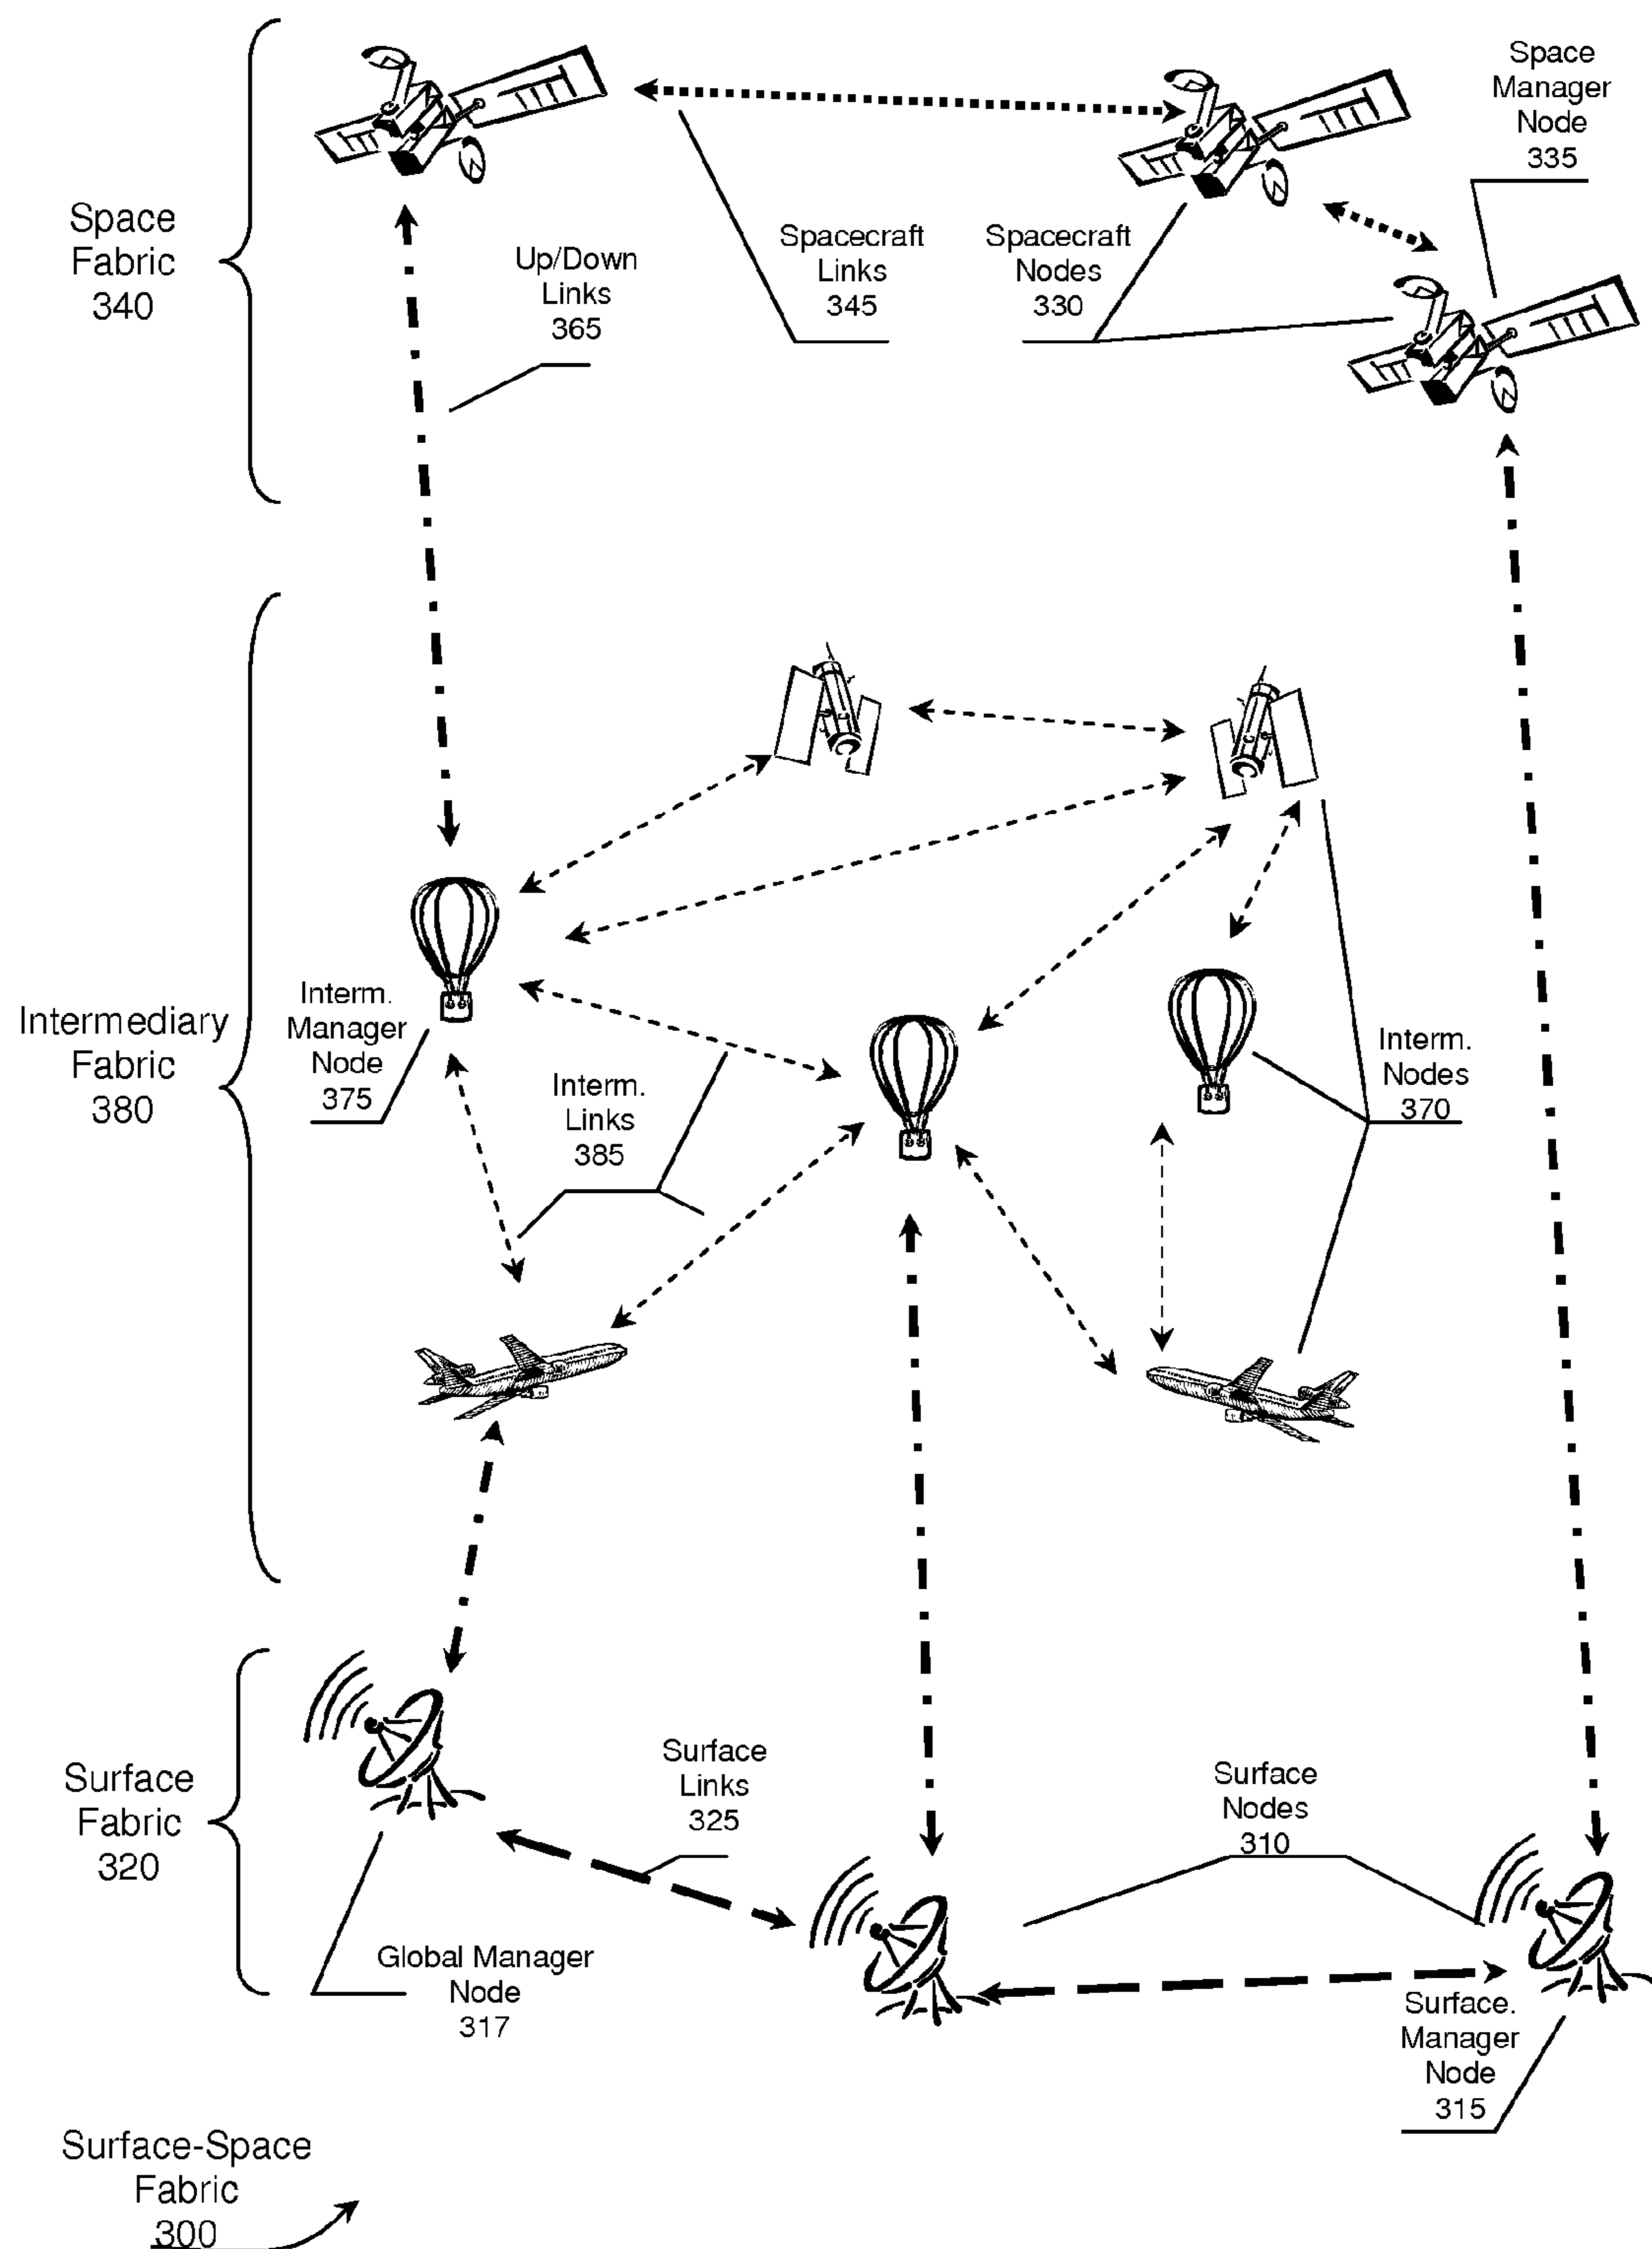 Space
Manager
Node
335
Space
Fabric
340
Up/Down
Links
365
Spacecraft
Links
345
Spacecraft
Nodes
330
Intermediary
Fabric
380
Interm.
Manager
Node
375
Interm.
Links
385
Interm.
Nodes
370
Surface
Fabric
320
Surface
Links
325
Surface
Nodes
310
Global Manager
Node
317
Surface.
Manager
Node
315
Surface-Space
Fabric
300